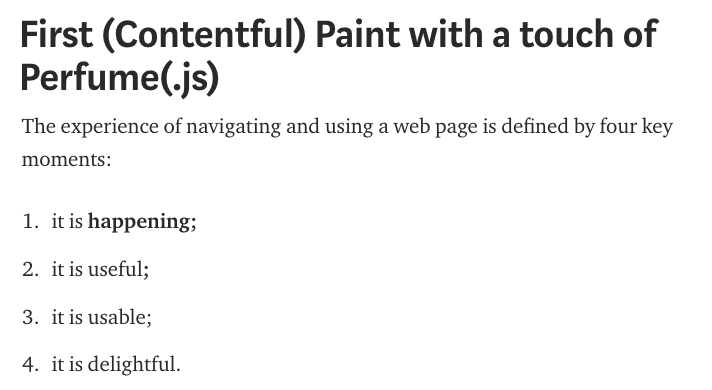 First (Contentful) Paint with a touch of
Perfume(.js)
The experience of navigating and using a web page is defined by four key
moments:
1. it is happening;
2. it is useful;
3. it is usable;
4. it is delightful.